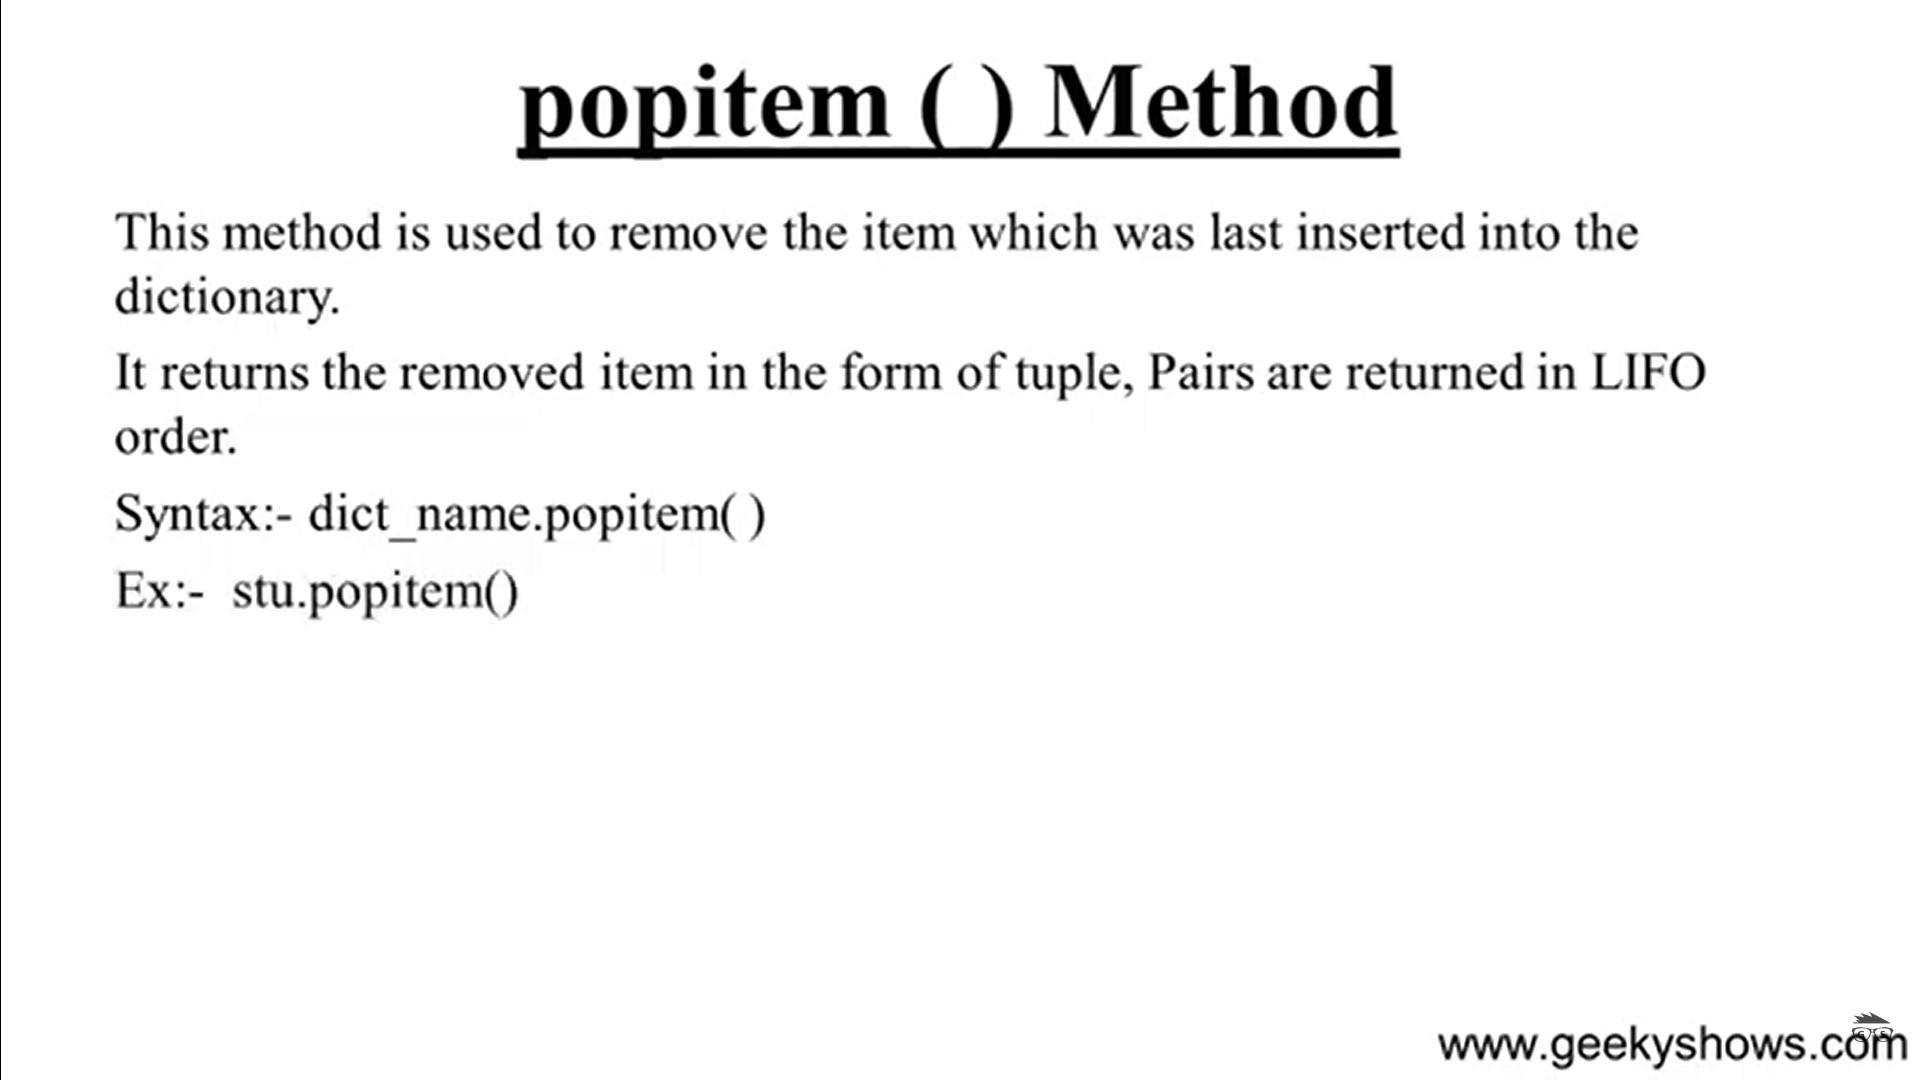 popitem ( ) Method
This method is used to remove the item which was last inserted into the
dictionary.
It returns the removed item in the form of tuple, Pairs are returned in LIFO
order.
Syntax:- dict_name.popitem( )
Ex:-  stu.popitem()
www.geekyshows.com